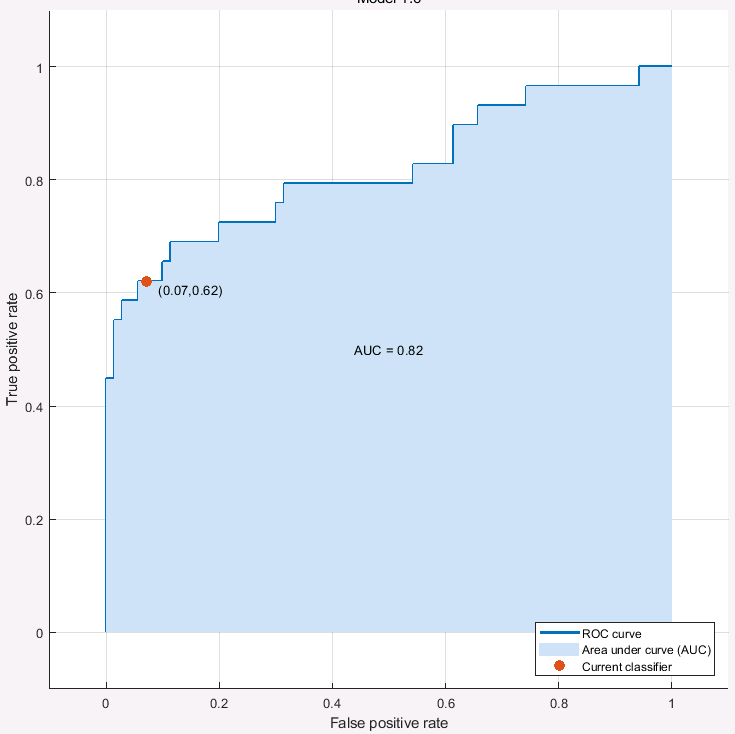 1
0.8
0.6
0.4
0.2
0
True positive rate
(0.07,0.62)
AUC = 0.82
ROC curve
Area under curve (AUC)
Current classifier
0 0.2 0.4 0.6 0.8 1
False positive rate